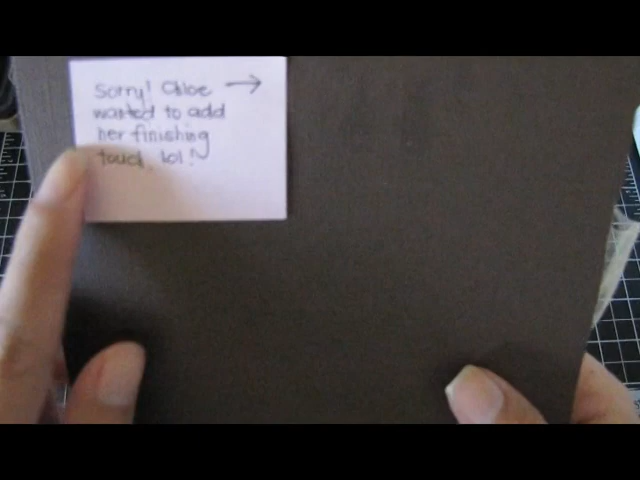 Sorry! Chloe →
wanted to add
her finishing
touch, lol!